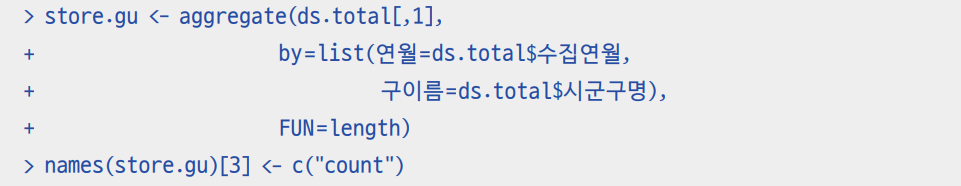 > store.gu <- aggregate(ds.total[,1],
+ by=list(연월=ds.total$수집연월,
+ 구이름=ds.total$시군구명),
+ FUN=length)
> names(store.gu)[3] <- c("count")